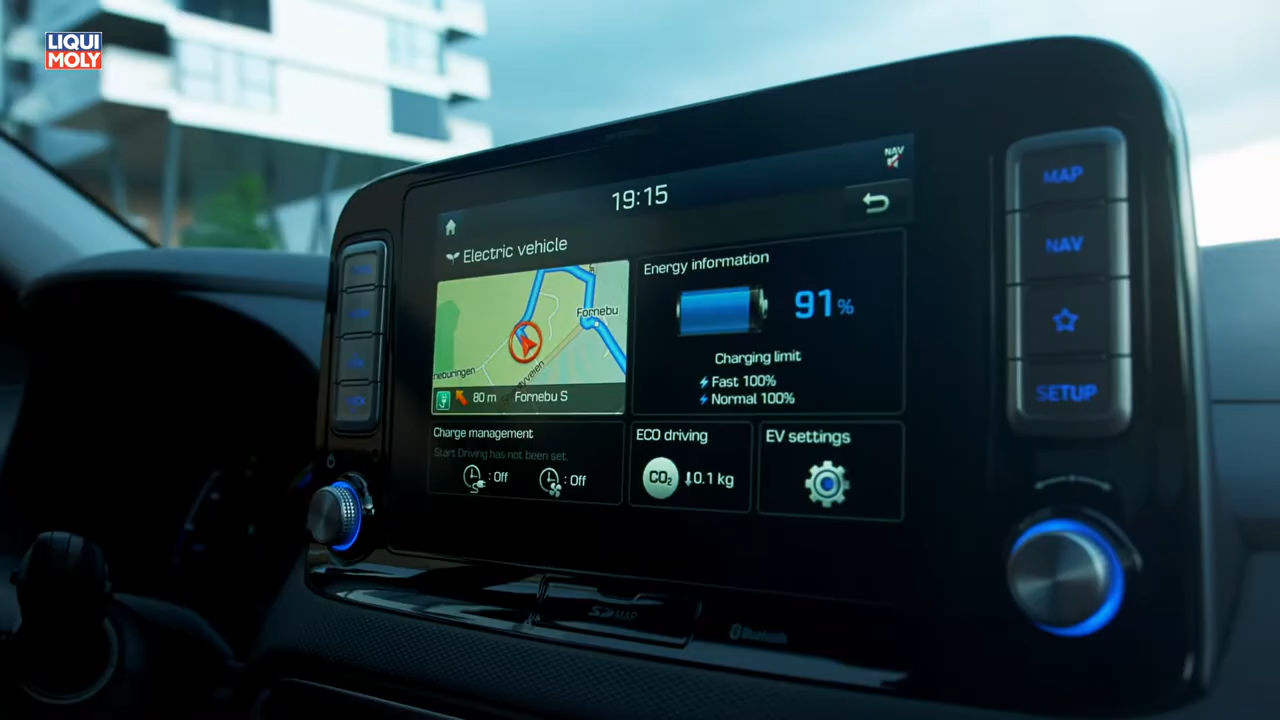 LIQUI
MOLY
NAV
19:15
Electric vehicle
Fornebu
neburingen
80 m Fornebu S
Energy information
91%
Charging limit
Fast 100%
Normal 100%
Charge management
Start Driving has not been set.
: Off
: Off
ECO driving
CO₂
0.1 kg
EV settings
MAP
NAV
SETUP
SD MAP
Bluetooth